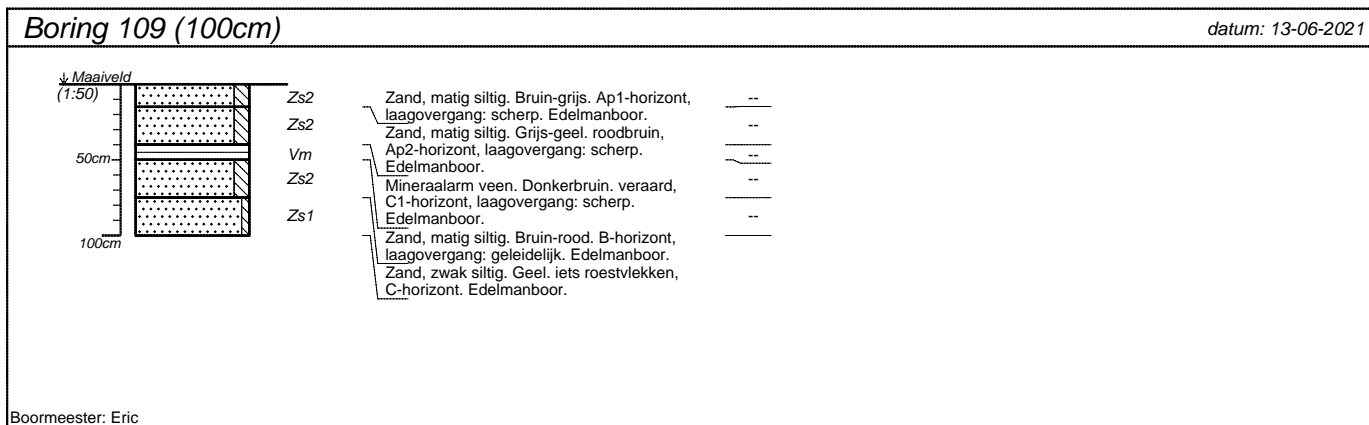 Boring 109 (100cm)
datum: 13-06-2021
Maaiveld
(1:50)
50cm
100cm
Zs2
Zs2
Vm
Zs2
Zs1
Zand, matig siltig. Bruin-grijs. Ap1-horizont,
laagovergang: scherp. Edelmanboor.
Zand, matig siltig. Grijs-geel. roodbruin,
Ap2-horizont, laagovergang: scherp.
Edelmanboor.
Mineraalarm veen. Donkerbruin. veraard,
C1-horizont, laagovergang: scherp.
Edelmanboor.
Zand, matig siltig. Bruin-rood. B-horizont,
laagovergang: geleidelijk. Edelmanboor.
Zand, zwak siltig. Geel. iets roestvlekken,
C-horizont. Edelmanboor.
--
--
--
--
--
Boormeester: Eric